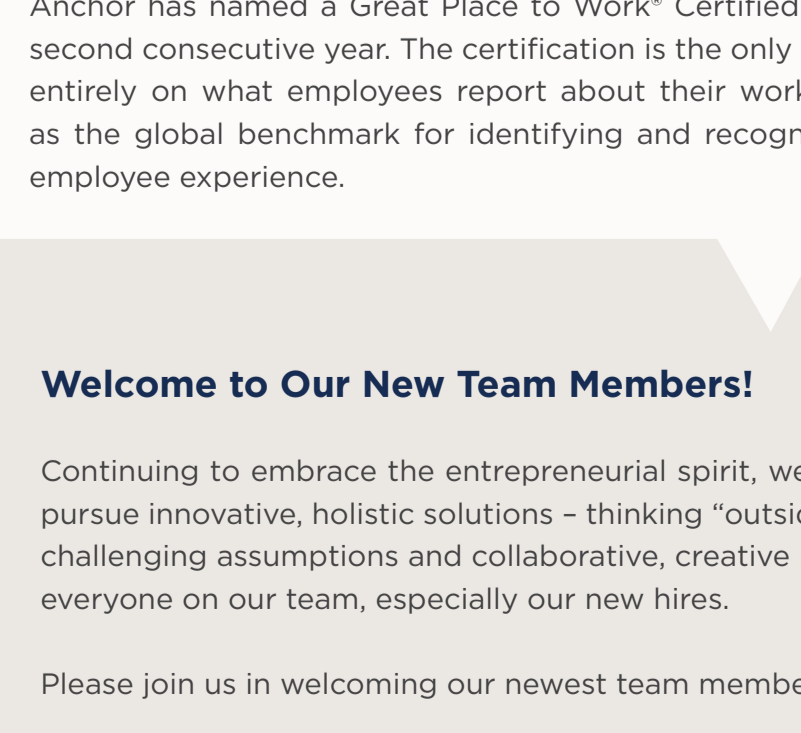 Anchor has named a Great Place to Work® Certified
second consecutive year. The certification is the only
entirely on what employees report about their work
as the global benchmark for identifying and recogn
employee experience.
Welcome to Our New Team Members!
Continuing to embrace the entrepreneurial spirit, we
pursue innovative, holistic solutions – thinking “outsid
challenging assumptions and collaborative, creative
everyone on our team, especially our new hires.
Please join us in welcoming our newest team membe